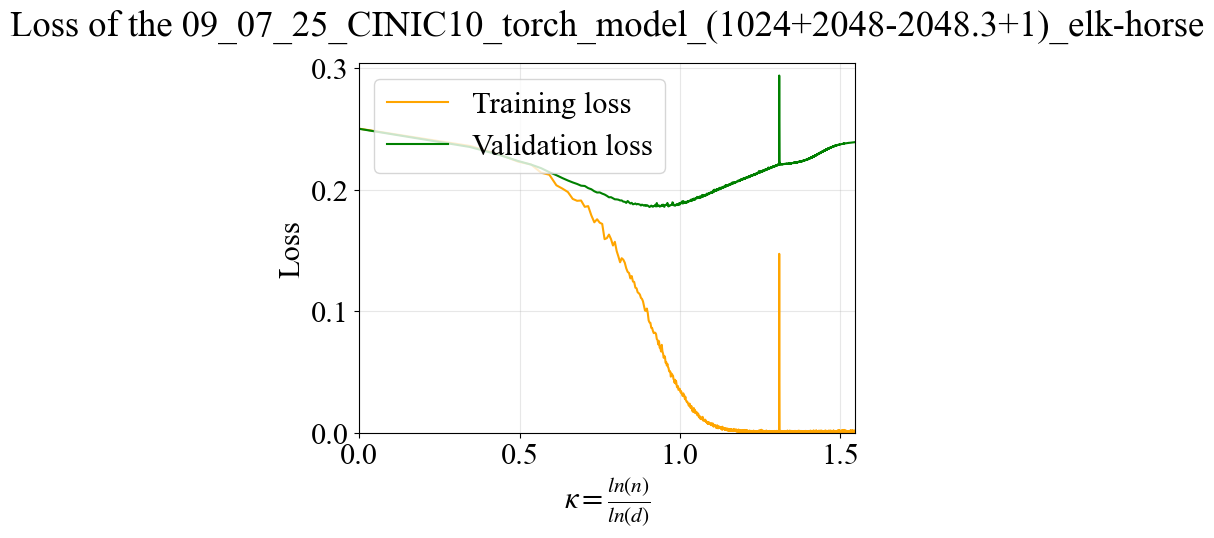 Loss of the 09_07_25_CINIC10_torch_model_(1024+2048-2048.3+1)_elk-horse
Training loss
Validation loss
Loss
0.3
0.2
0.1
0.0
0.0 0.5 1.0 1.5
κ = ln(n)/ln(d)